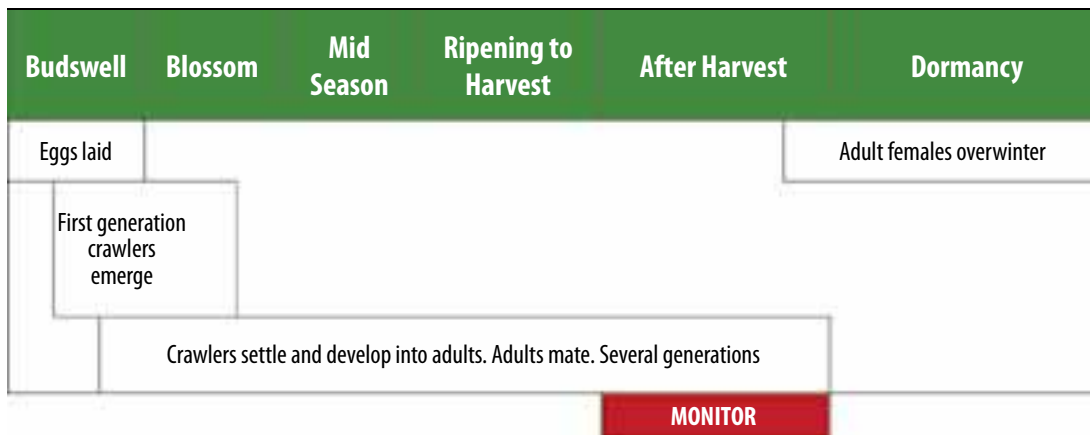 Budswell
Blossom
Mid
Season
Ripening to
Harvest
After Harvest
Dormancy
Eggs laid
Adult females overwinter
First generation
crawlers
emerge
Crawlers settle and develop into adults. Adults mate. Several generations
MONITOR